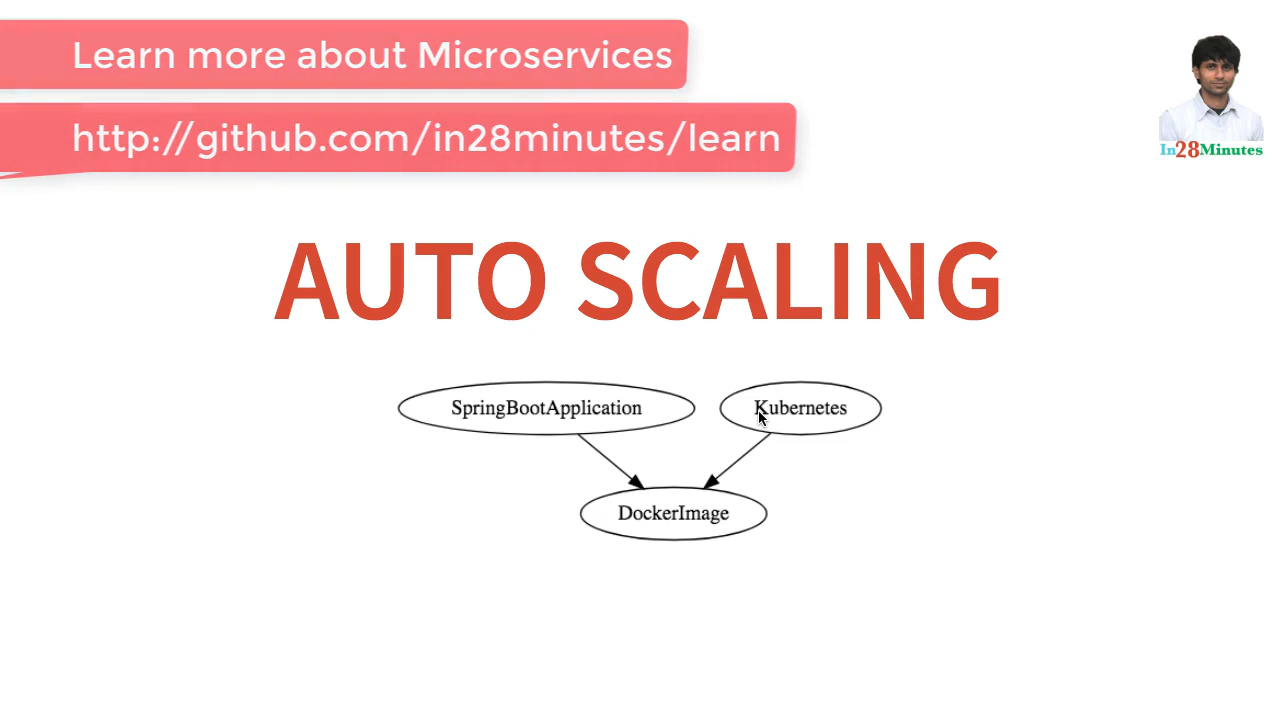 Learn more about Microservices
http://github.com/in28minutes/learn
In28Minutes
AUTO SCALING
SpringBootApplication
Kubernetes
DockerImage